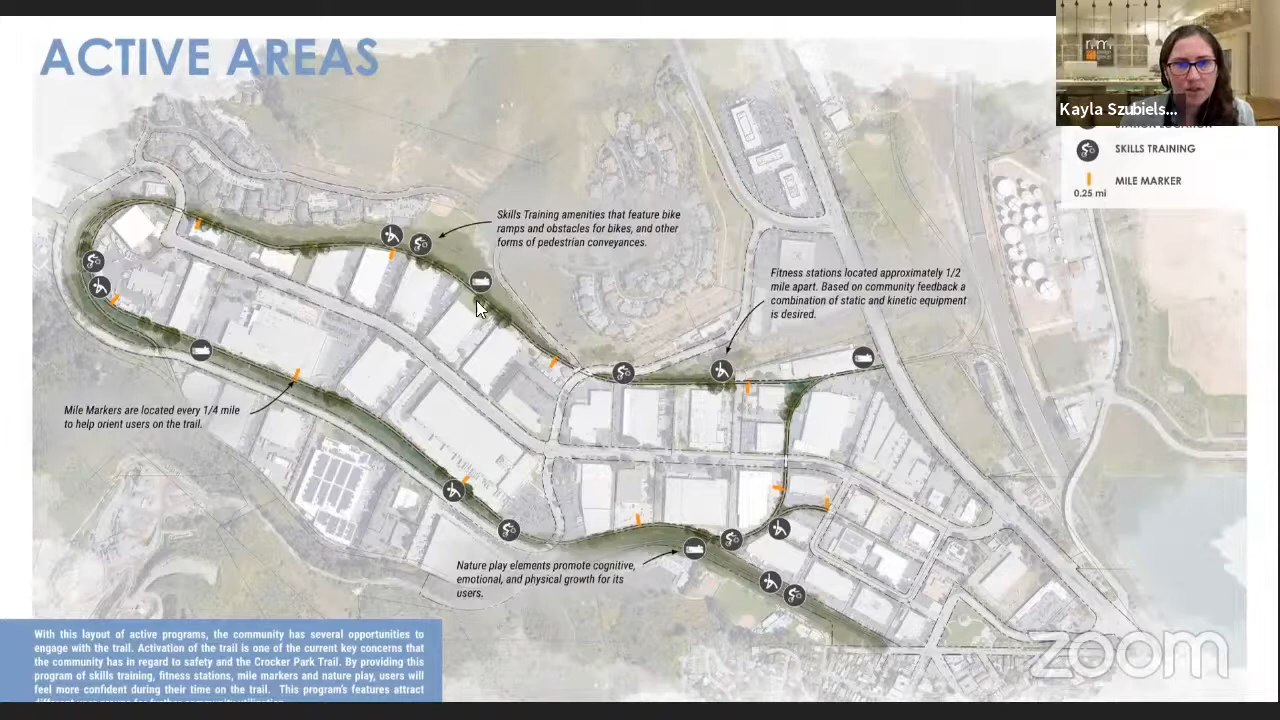 ACTIVE AREAS
Kayla Szubiels...
SKILLS TRAINING
MILE MARKER
0.25 mi
Skills Training amenities that feature bike
ramps and obstacles for bikes, and other
forms of pedestrian conveyances.
Fitness stations located approximately 1/2
mile apart. Based on community feedback a
combination of static and kinetic equipment
is desired.
Mile Markers are located every 1/4 mile
to help orient users on the trail.
Nature play elements promote cognitive,
emotional, and physical growth for its
users.
With this layout of active programs, the community has several opportunities to
engage with the trail. Activation of the trail is one of the current key concerns that
the community has in regard to safety and the Crocker Park Trail. By providing this
program of skills training, fitness stations, mile markers and nature play, users will
feel more confident during their time on the trail. This program's features attract
zoom